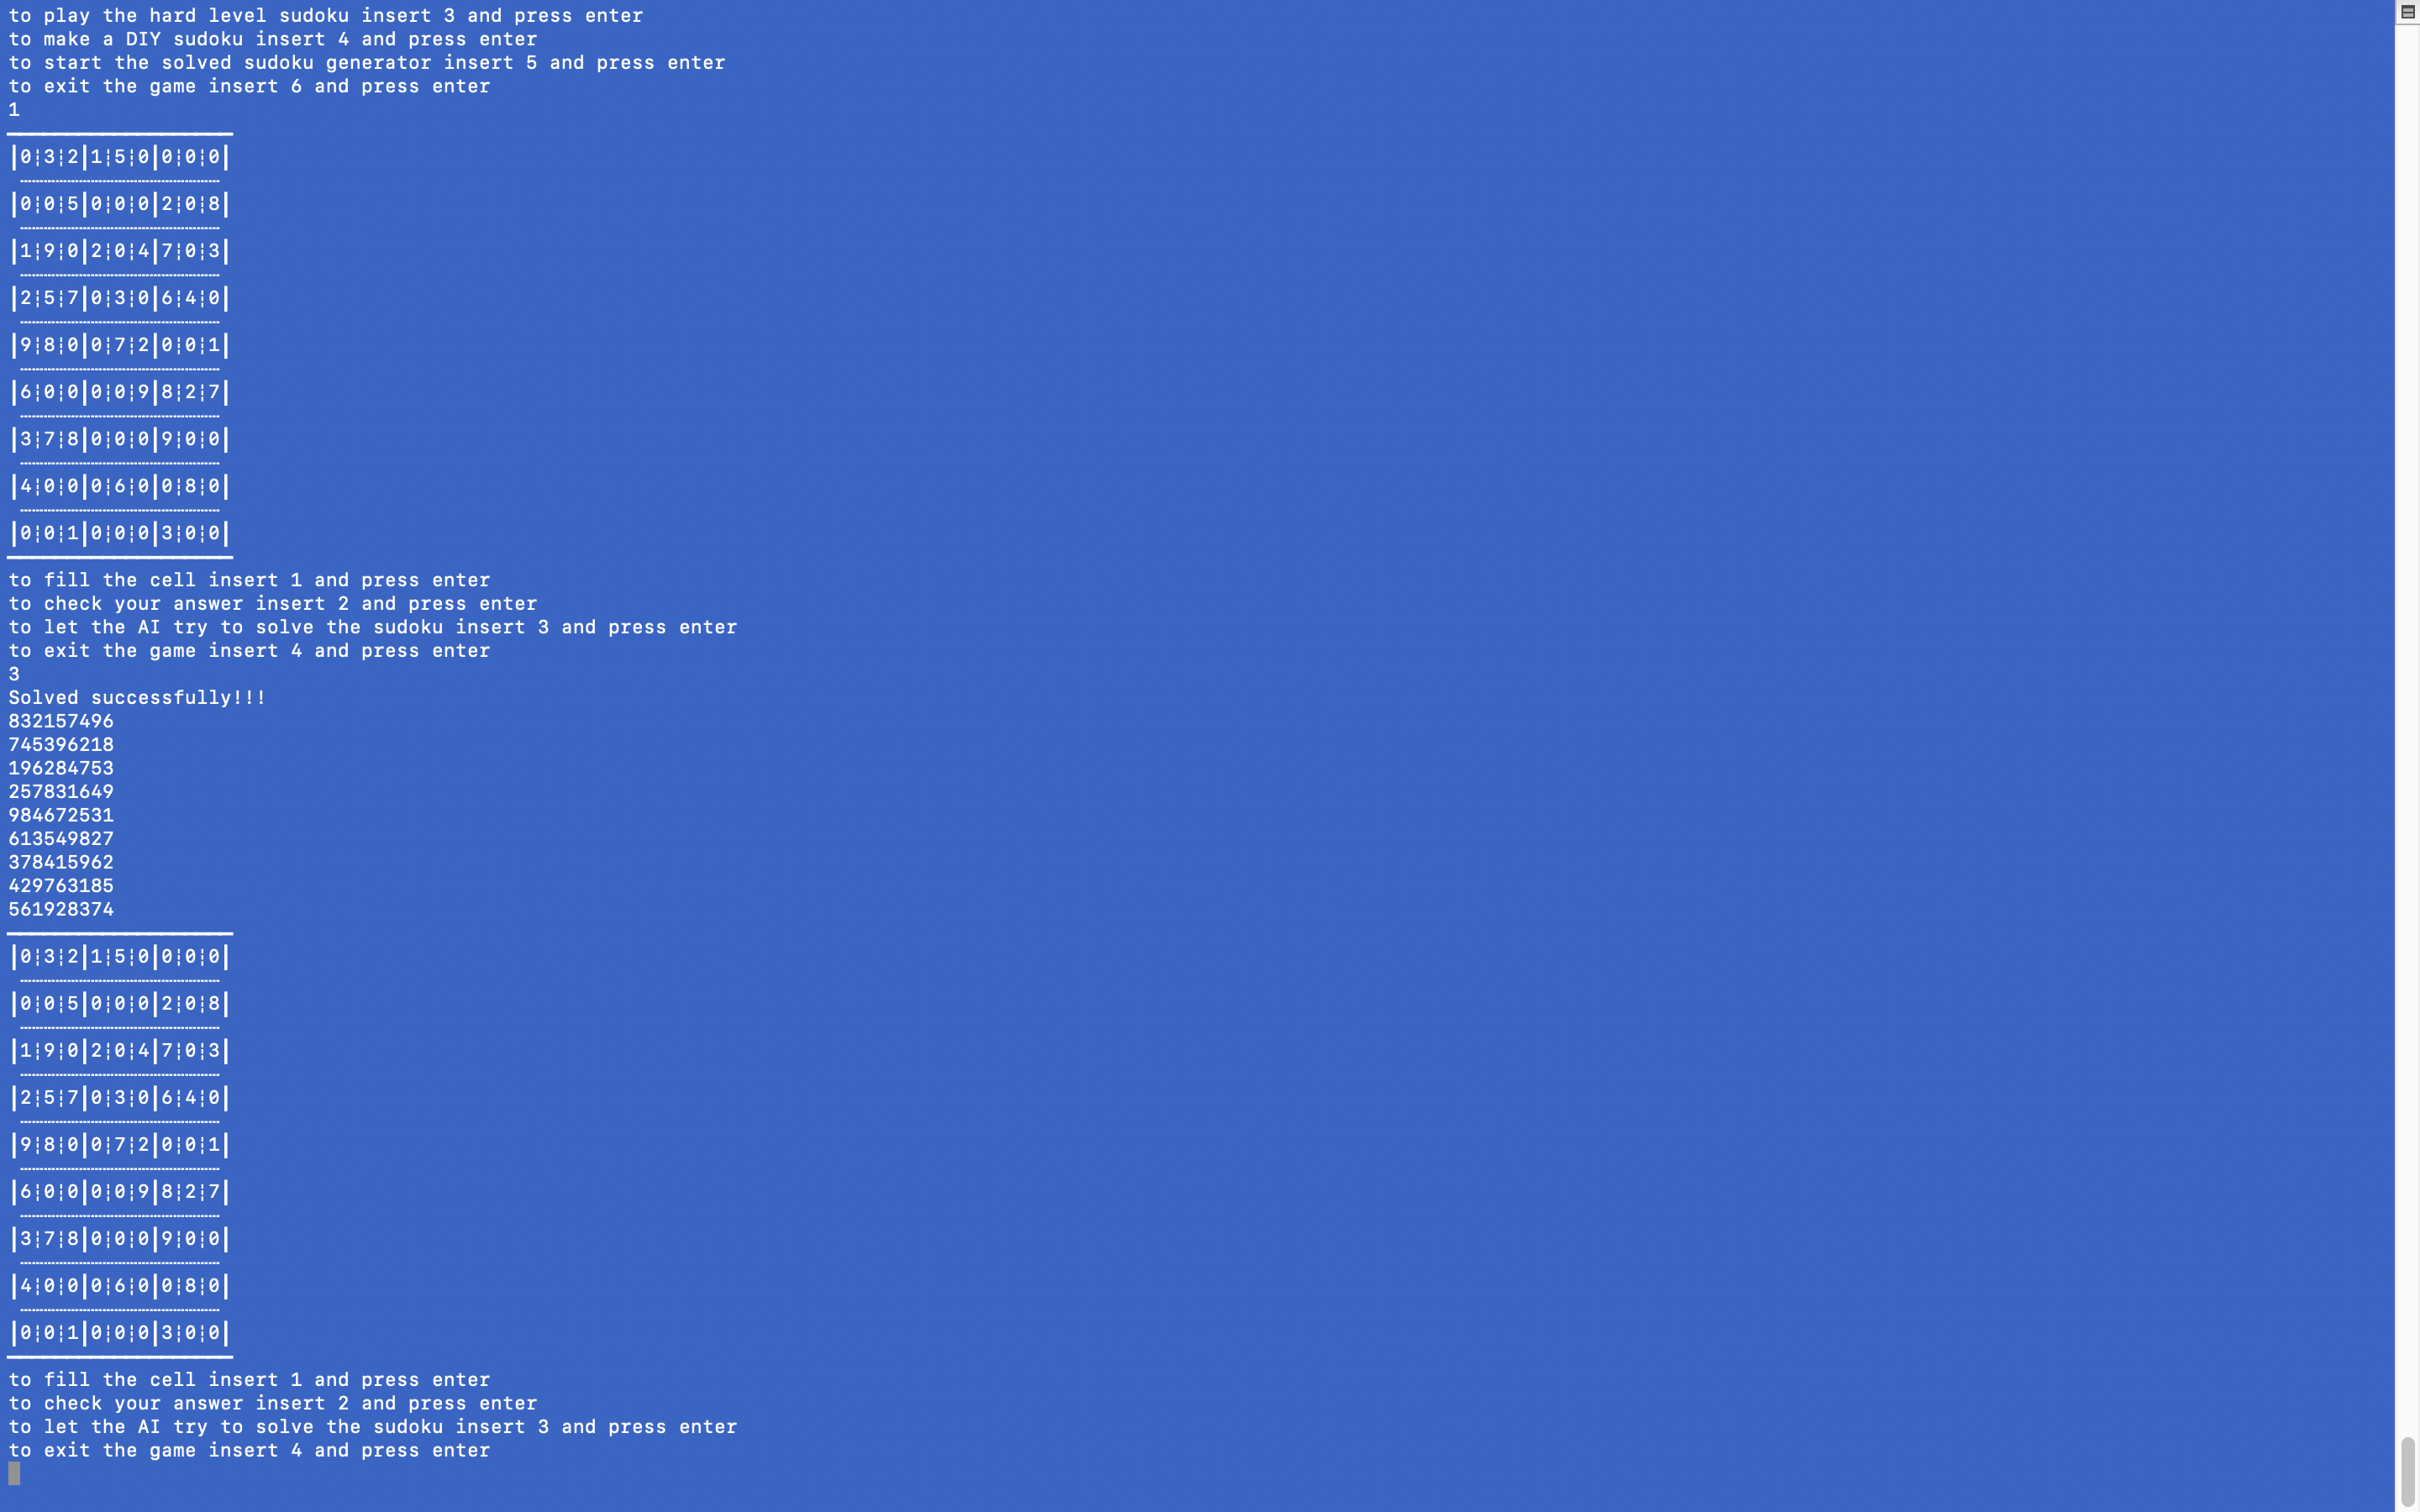 to play the hard level sudoku insert 3 and press enter
to make a DIY sudoku insert 4 and press enter
to start the solved sudoku generator insert 5 and press enter
to exit the game insert 6 and press enter
1
|0¦3¦2|1¦5¦0|0¦0¦0|
|0¦0¦5|0¦0¦0|2¦0¦8|
|1¦9¦0|2¦0¦4|7¦0¦3|
|2¦5¦7|0¦3¦0|6¦4¦0|
|9¦8¦0|0¦7¦2|0¦0¦1|
|6¦0¦0|0¦0¦9|8¦2¦7|
|3¦7¦8|0¦0¦0|9¦0¦0|
|4¦0¦0|0¦6¦0|0¦8¦0|
|0¦0¦1|0¦0¦0|3¦0¦0|
to fill the cell insert 1 and press enter
to check your answer insert 2 and press enter
to let the AI try to solve the sudoku insert 3 and press enter
to exit the game insert 4 and press enter
3
Solved successfully!!!
832157496
745396218
196284753
257831649
984672531
613549827
378415962
429763185
561928374
|0¦3¦2|1¦5¦0|0¦0¦0|
|0¦0¦5|0¦0¦0|2¦0¦8|
|1¦9¦0|2¦0¦4|7¦0¦3|
|2¦5¦7|0¦3¦0|6¦4¦0|
|9¦8¦0|0¦7¦2|0¦0¦1|
|6¦0¦0|0¦0¦9|8¦2¦7|
|3¦7¦8|0¦0¦0|9¦0¦0|
|4¦0¦0|0¦6¦0|0¦8¦0|
|0¦0¦1|0¦0¦0|3¦0¦0|
to fill the cell insert 1 and press enter
to check your answer insert 2 and press enter
to let the AI try to solve the sudoku insert 3 and press enter
to exit the game insert 4 and press enter